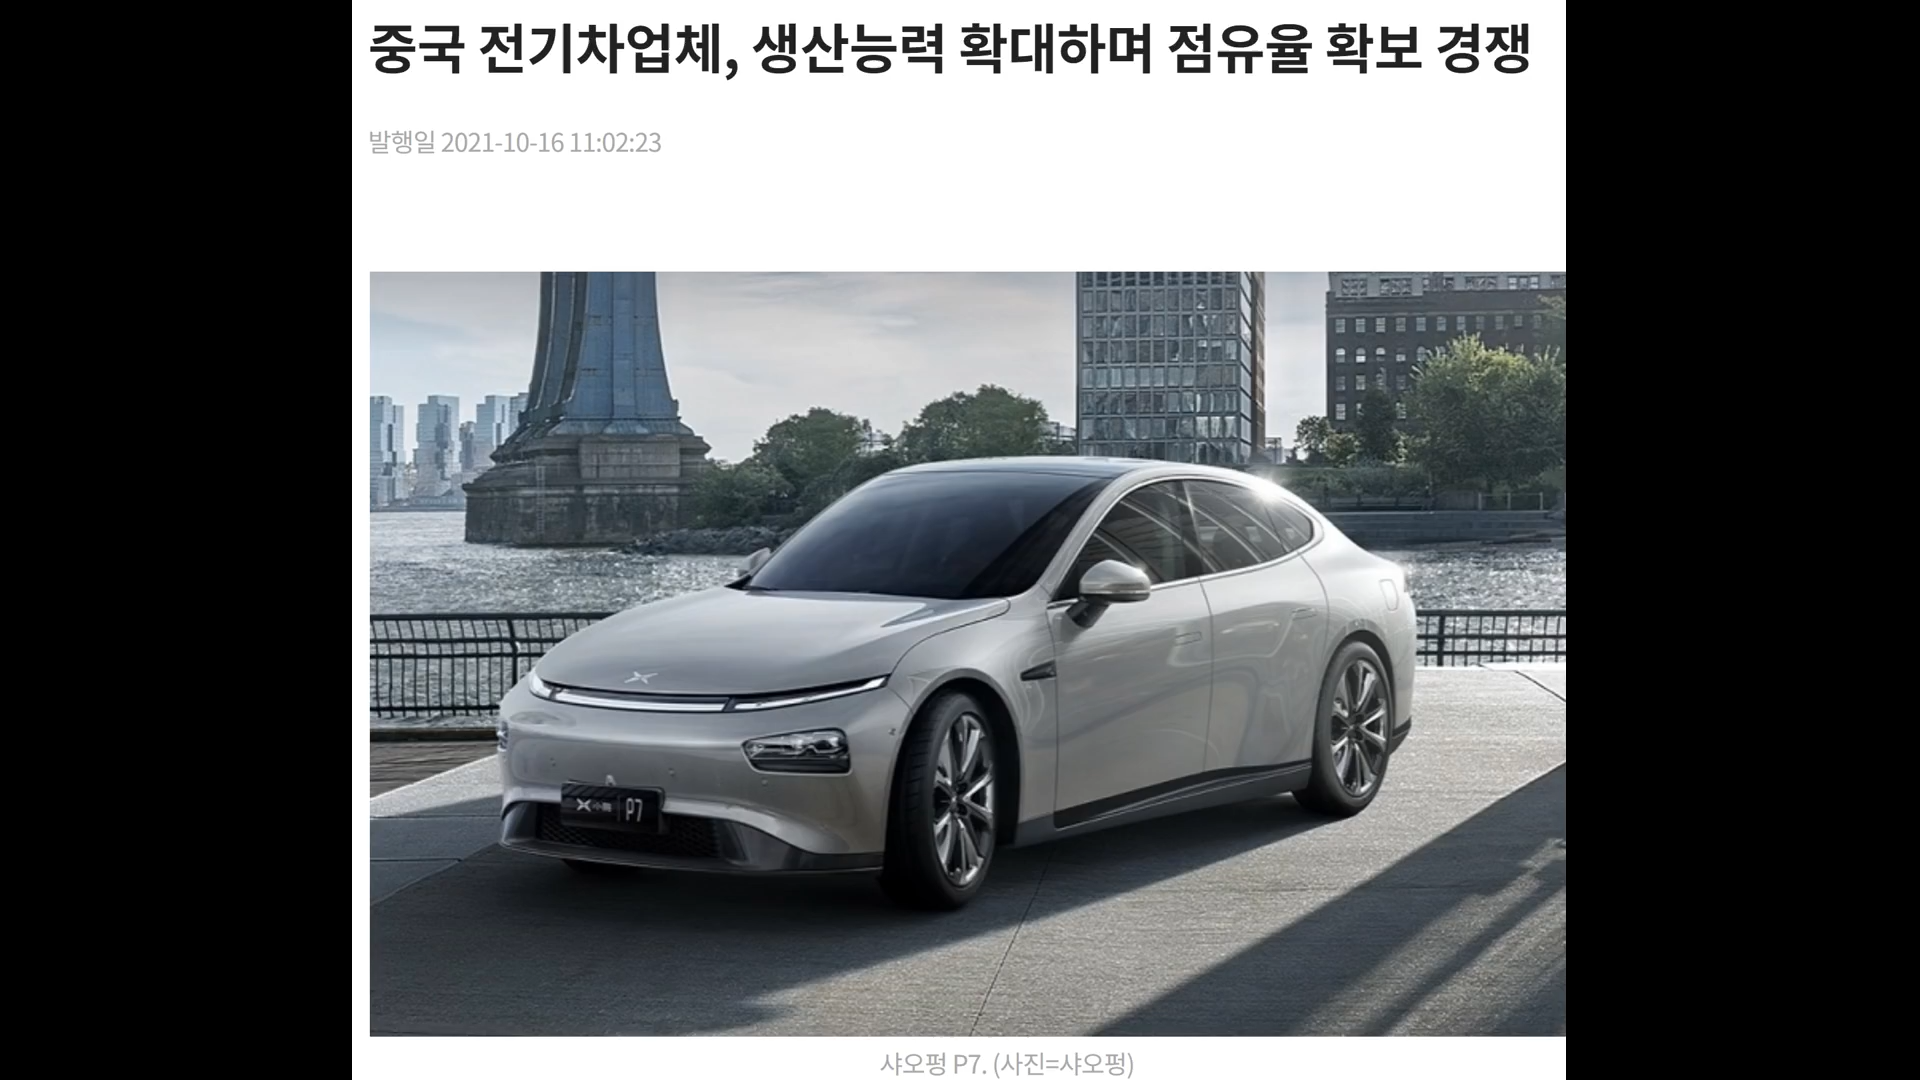 중국 전기차업체, 생산능력 확대하며 점유율 확보 경쟁
발행일 2021-10-16 11:02:23
小鹏 P7
샤오펑 P7. (사진=샤오펑)